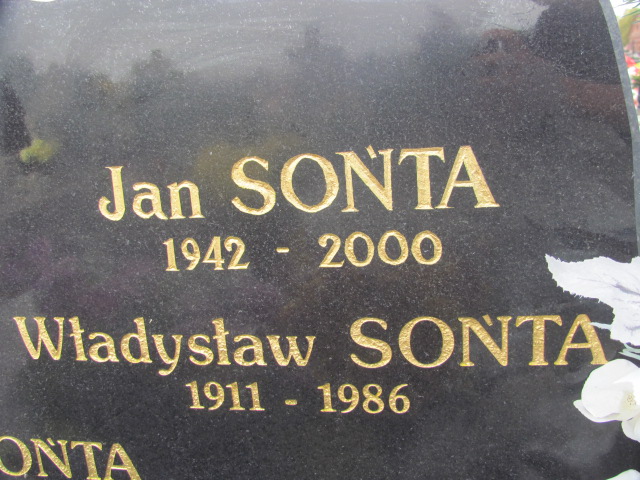 Jan SOŃTA
1942 - 2000
Władysław SOŃTA
1911 - 1986
OŃTA